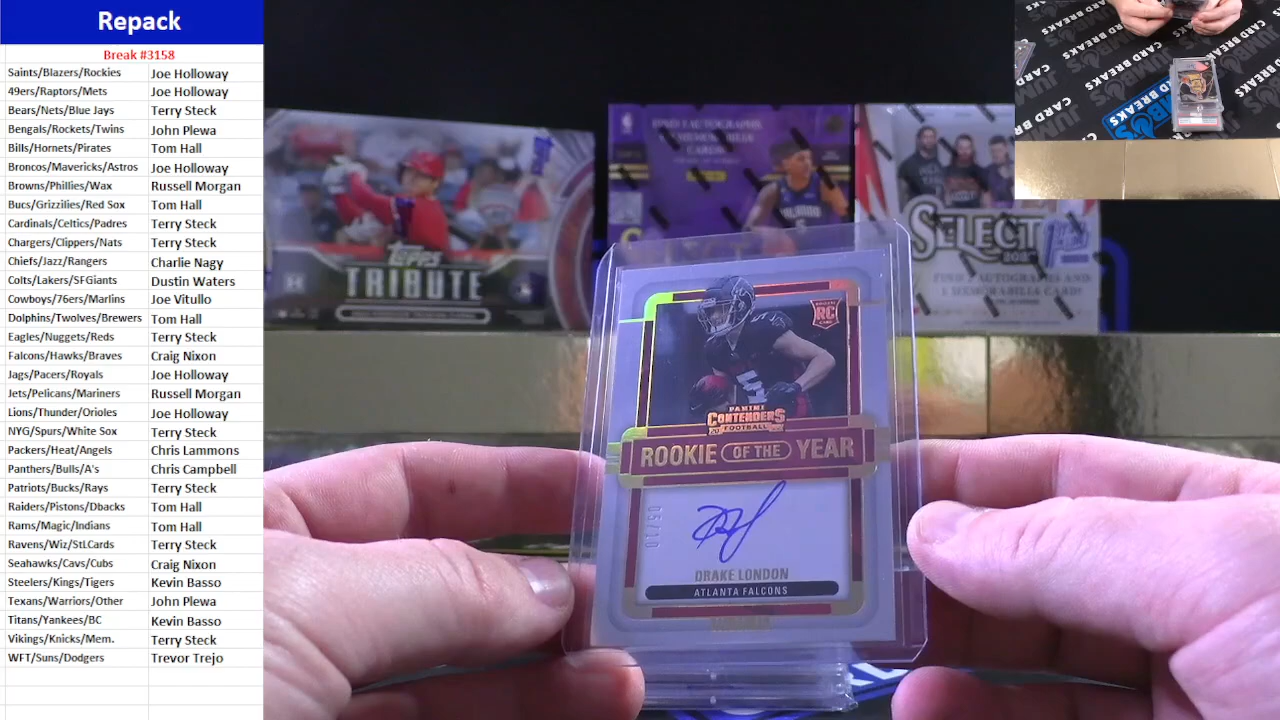 Repack
Break #3158
Saints/Blazers/Rockies Joe Holloway
49ers/Raptors/Mets Joe Holloway
Bears/Nets/Blue Jays Terry Steck
Bengals/Rockets/Twins John Plewa
Bills/Hornets/Pirates Tom Hall
Broncos/Mavericks/Astros Joe Holloway
Browns/Phillies/Wax Russell Morgan
Bucs/Grizzilies/Red Sox Tom Hall
Cardinals/Celtics/Padres Terry Steck
Chargers/Clippers/Nats Terry Steck
Chiefs/Jazz/Rangers Charlie Nagy
Colts/Lakers/SFGiants Dustin Waters
Cowboys/76ers/Marlins Joe Vitullo
Dolphins/Twolves/Brewers Tom Hall
Eagles/Nuggets/Reds Terry Steck
Falcons/Hawks/Braves Craig Nixon
Jags/Pacers/Royals Joe Holloway
Jets/Pelicans/Mariners Russell Morgan
Lions/Thunder/Orioles Joe Holloway
NYG/Spurs/White Sox Terry Steck
Packers/Heat/Angels Chris Lammons
Panthers/Bulls/A's Chris Campbell
Patriots/Bucks/Rays Terry Steck
Raiders/Pistons/Dbacks Tom Hall
Rams/Magic/Indians Tom Hall
Ravens/Wiz/StLCards Terry Steck
Seahawks/Cavs/Cubs Craig Nixon
Steelers/Kings/Tigers Kevin Basso
Texans/Warriors/Other John Plewa
Titans/Yankees/BC Kevin Basso
Vikings/Knicks/Mem. Terry Steck
WFT/Suns/Dodgers Trevor Trejo
Topps
TRIBUTE
H
ORLANDO
5
SELECT
CARD BREAKS
RC
5
PANINI
CONTENDERS
FOOTBALL
ROOKIE OF THE YEAR
DRAKE LONDON
ATLANTA FALCONS